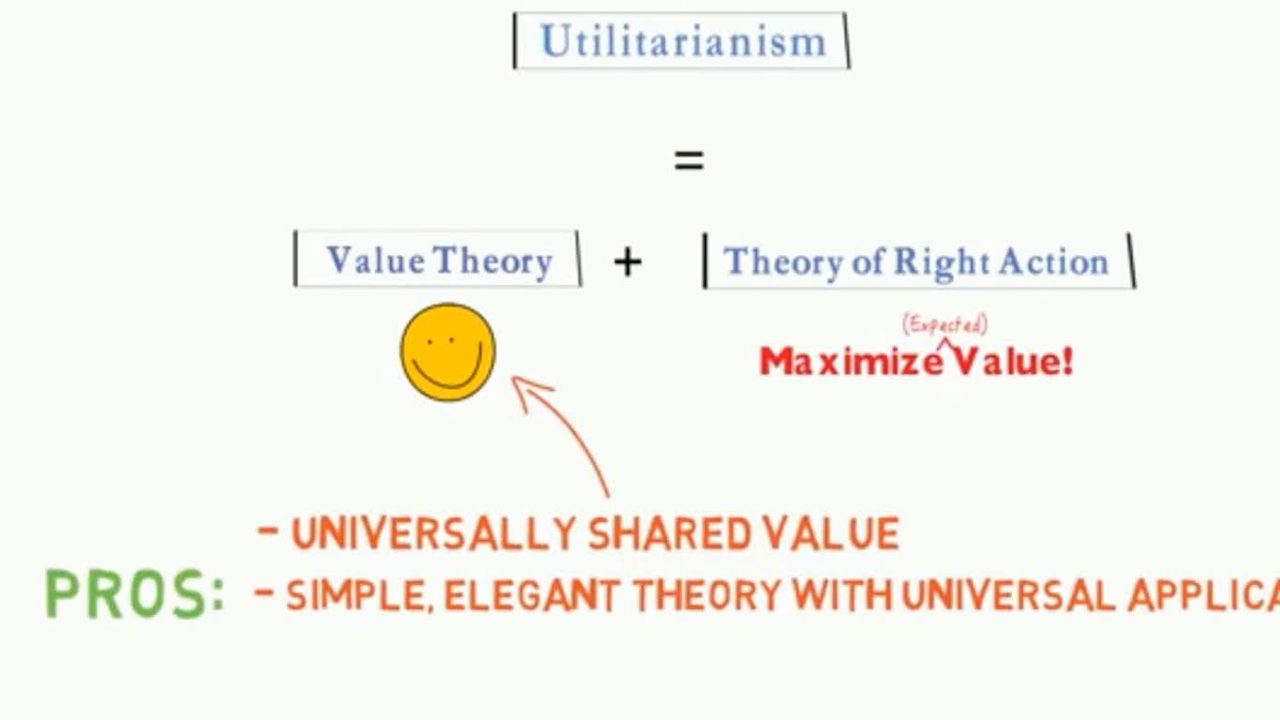 Utilitarianism
=
Value Theory + Theory of Right Action
(Expected)
Maximize Value!
- UNIVERSALLY SHARED VALUE
PROS: - SIMPLE, ELEGANT THEORY WITH UNIVERSAL APPLICA